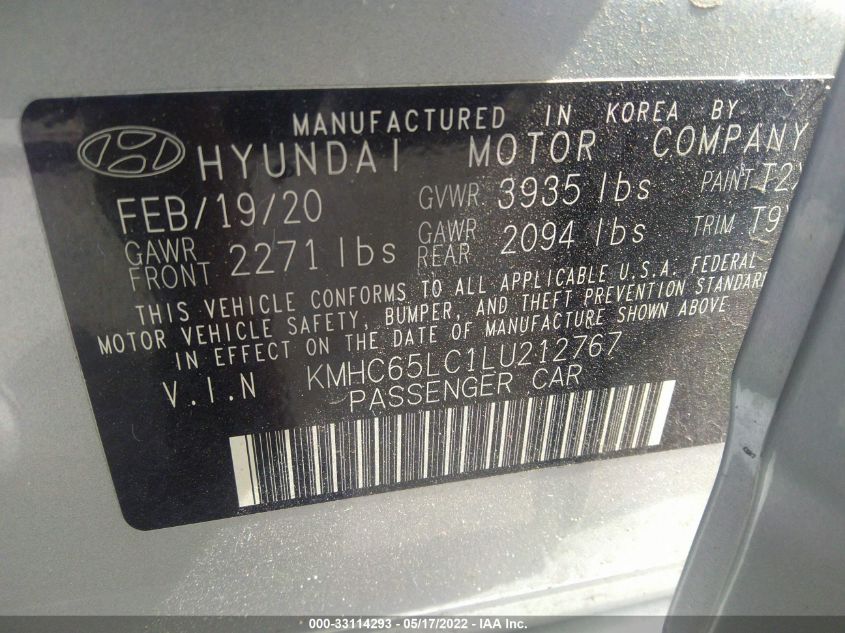 MANUFACTURED IN KOREA BY
HYUNDAI MOTOR COMPANY
FEB/19/20 GVWR 3935 lbs PAINT
GAWR FRONT 2271 lbs GAWR REAR 2094 lbs TRIM
THIS VEHICLE CONFORMS TO ALL APPLICABLE U.S.A. FEDERAL
MOTOR VEHICLE SAFETY, BUMPER, AND THEFT PREVENTION STANDARD
IN EFFECT ON THE DATE OF MANUFACTURE SHOWN ABOVE
V.I.N KMHC65LC1LU212767
PASSENGER CAR
000-33114293 - 05/17/2022 - IAA Inc.